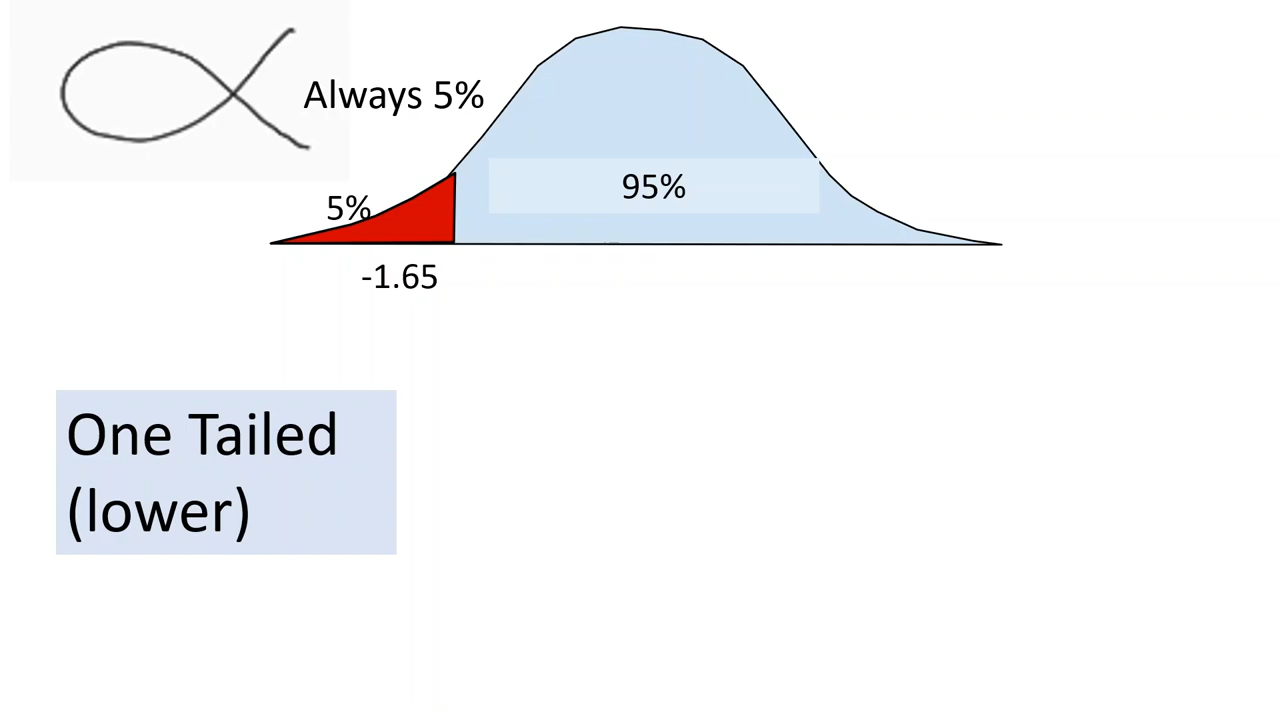 α
Always 5%
95%
5%
-1.65
One Tailed
(lower)